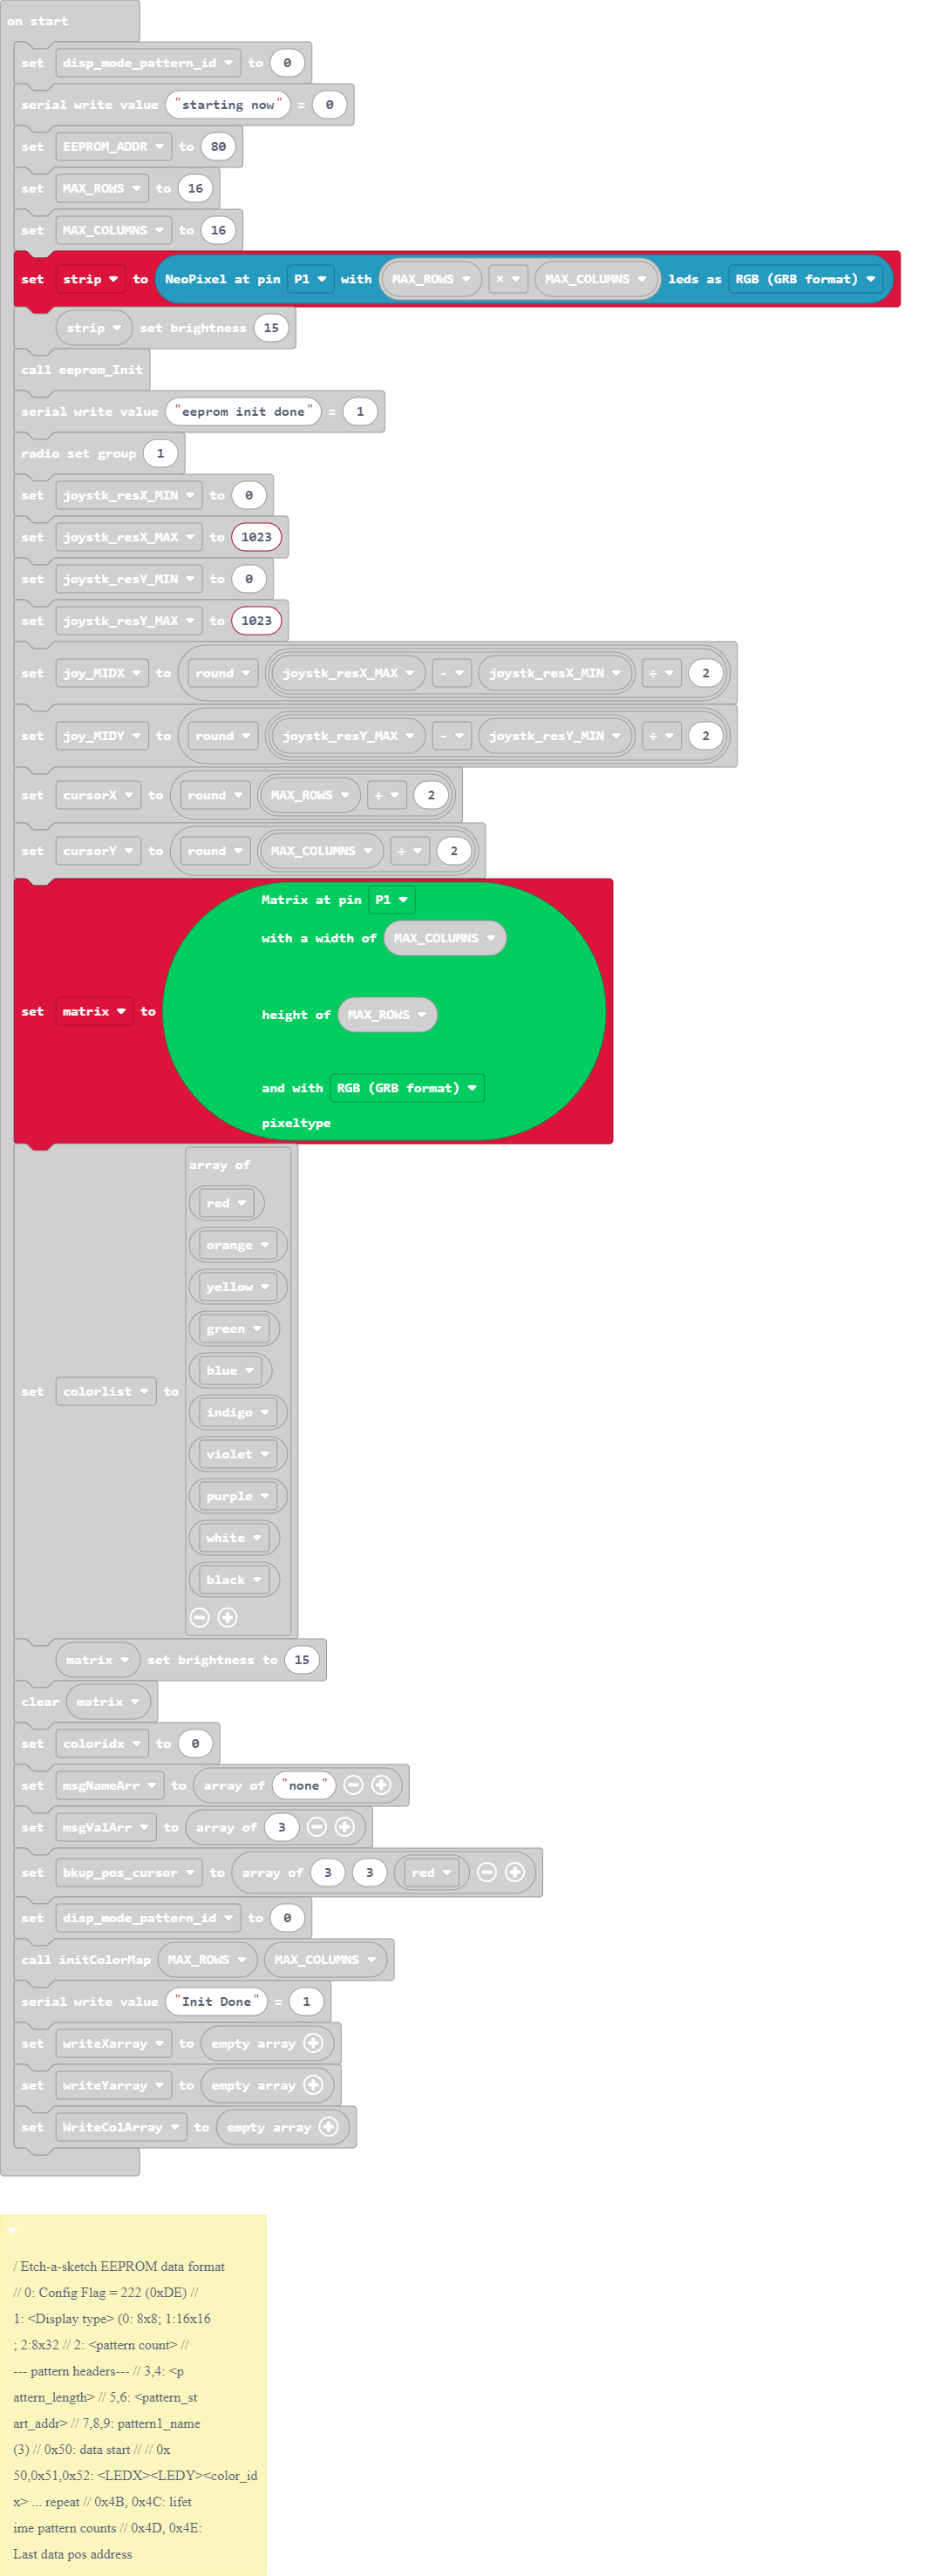 on start
set disp_mode_pattern_id to 0
serial write value "starting now" = 0
set EEPROM_ADDR to 80
set MAX_ROWS to 16
set MAX_COLUMNS to 16
set strip to NeoPixel at pin P1 with MAX_ROWS × MAX_COLUMNS leds as RGB (GRB format)
strip set brightness 15
call eeprom_Init
serial write value "eeprom init done" = 1
radio set group 1
set joystk_resX_MIN to 0
set joystk_resX_MAX to 1023
set joystk_resY_MIN to 0
set joystk_resY_MAX to 1023
set joy_MIDX to round joystk_resX_MAX - joystk_resX_MIN ÷ 2
set joy_MIDY to round joystk_resY_MAX - joystk_resY_MIN ÷ 2
set cursorX to round MAX_ROWS ÷ 2
set cursorY to round MAX_COLUMNS ÷ 2
Matrix at pin P1
with a width of MAX_COLUMNS
set matrix to
height of MAX_ROWS
and with RGB (GRB format)
pixeltype
array of
red
orange
yellow
green
blue
set colorlist to
indigo
violet
purple
white
black
matrix set brightness to 15
clear matrix
set coloridx to 0
set msgNameArr to array of "none"
set msgValArr to array of 3
set bkup_pos_cursor to array of 3 3 red
set disp_mode_pattern_id to 0
call initColorMap MAX_ROWS MAX_COLUMNS
serial write value "Init Done" = 1
set writeXarray to empty array
set writeYarray to empty array
set WriteColArray to empty array
/ Etch-a-sketch EEPROM data format
// 0: Config Flag = 222 (0xDE) //
1: <Display type> (0: 8x8; 1:16x16
; 2:8x32 // 2: <pattern count> //
--- pattern headers--- // 3,4: <p
attern_length> // 5,6: <pattern_st
art_addr> // 7,8,9: pattern1_name
(3) // 0x50: data start // // 0x
50,0x51,0x52: <LEDX><LEDY><color_id
x> ... repeat // 0x4B, 0x4C: lifet
ime pattern counts // 0x4D, 0x4E:
Last data pos address